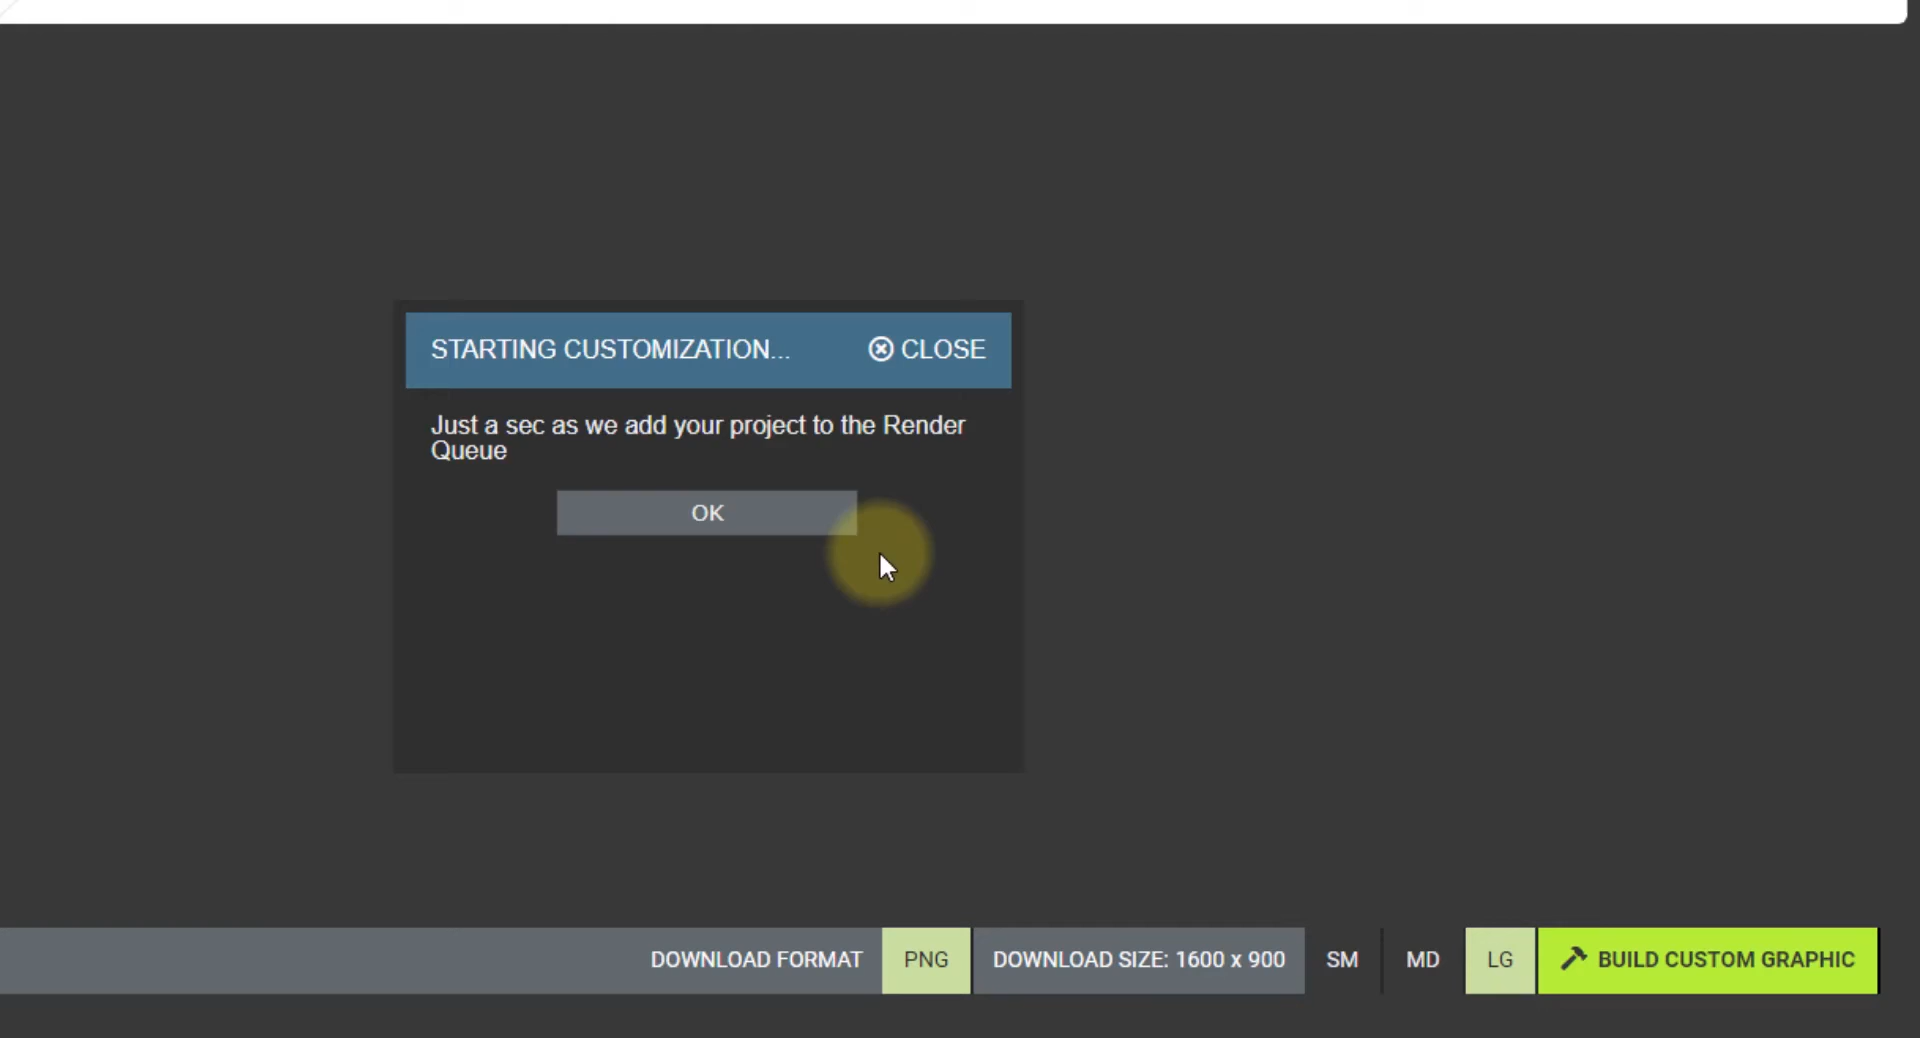 STARTING CUSTOMIZATION...
CLOSE
Just a sec as we add your project to the Render
Queue
OK
DOWNLOAD FORMAT
PNG
DOWNLOAD SIZE: 1600 x 900
SM
MD
LG
BUILD CUSTOM GRAPHIC